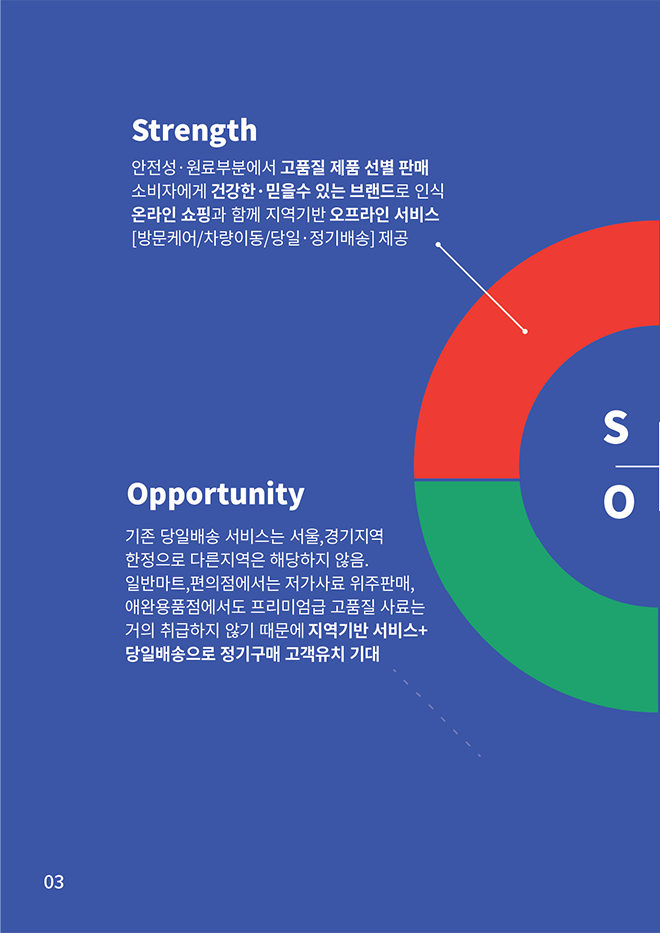 Strength
안전성·원료부분에서 고품질 제품 선별 판매
소비자에게 건강한·믿을수 있는 브랜드로 인식
온라인 쇼핑과 함께 지역기반 오프라인 서비스
[방문케어/차량이동/당일·정기배송] 제공
S
O
Opportunity
기존 당일배송 서비스는 서울,경기지역
한정으로 다른지역은 해당하지 않음.
일반마트,편의점에서는 저가사료 위주판매,
애완용품점에서도 프리미엄급 고품질 사료는
거의 취급하지 않기 때문에 지역기반 서비스+
당일배송으로 정기구매 고객유치 기대
03